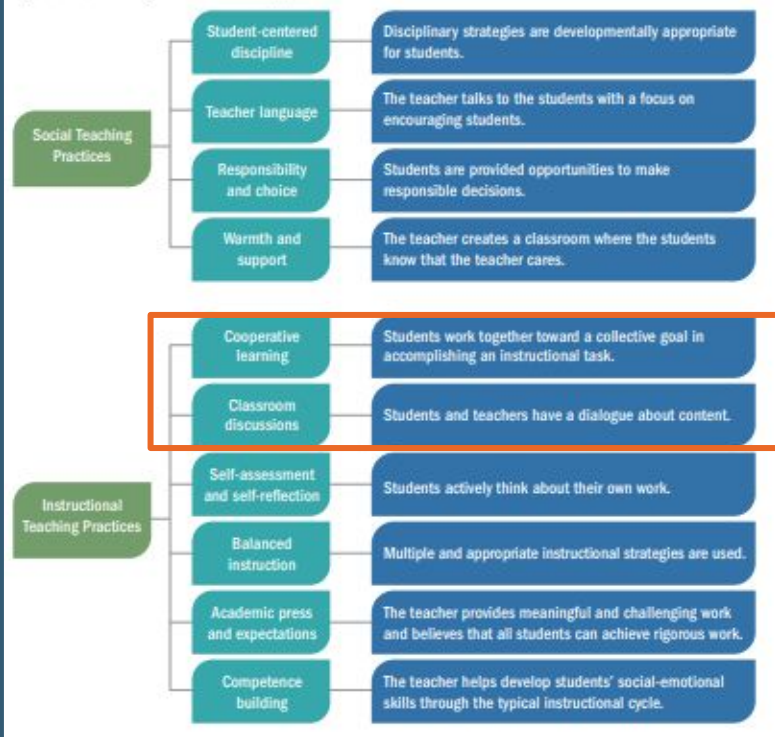 Student-centered
discipline
Disciplinary strategies are developmentally appropriate
for students.
Teacher language
The teacher talks to the students with a focus on
encouraging students.
Social Teaching
Practices
Responsibility
and choice
Students are provided opportunities to make
responsible decisions.
Warmth and
support
The teacher creates a classroom where the students
know that the teacher cares.
Cooperative
learning
Students work together toward a collective goal in
accomplishing an instructional task.
Classroom
discussions
Students and teachers have a dialogue about content.
Self-assessment
and self-reflection
Students actively think about their own work.
Instructional
Teaching Practices
Balanced
instruction
Multiple and appropriate instructional strategies are used.
Academic press
and expectations
The teacher provides meaningful and challenging work
and believes that all students can achieve rigorous work.
Competence
building
The teacher helps develop students' social-emotional
skills through the typical instructional cycle.